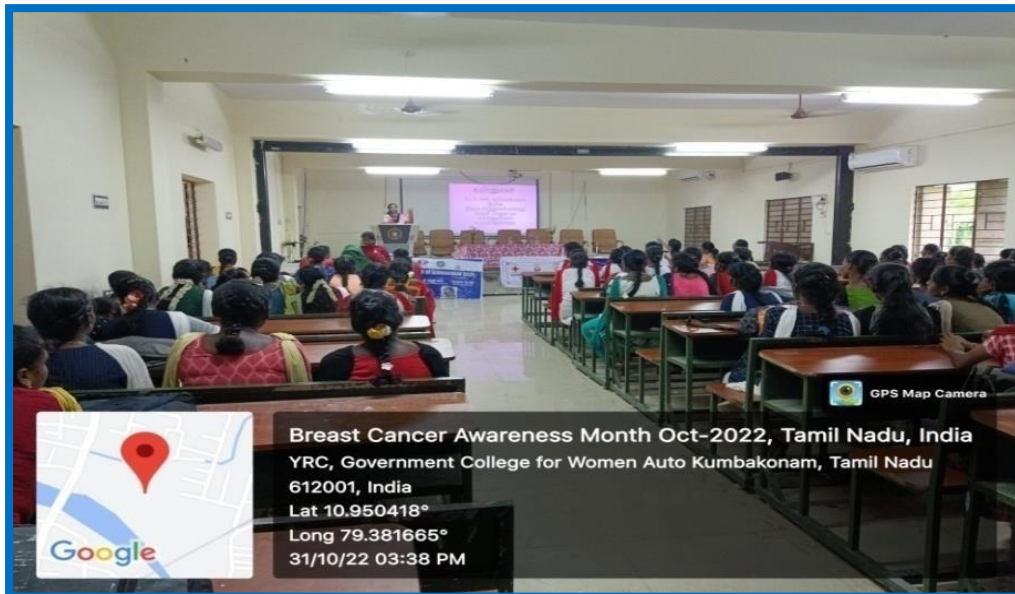 GPS Map Camera
Breast Cancer Awareness Month Oct-2022, Tamil Nadu, India
YRC, Government College for Women Auto Kumbakonam, Tamil Nadu
612001, India
Lat 10.950418°
Long 79.381665°
31/10/22 03:38 PM
Google